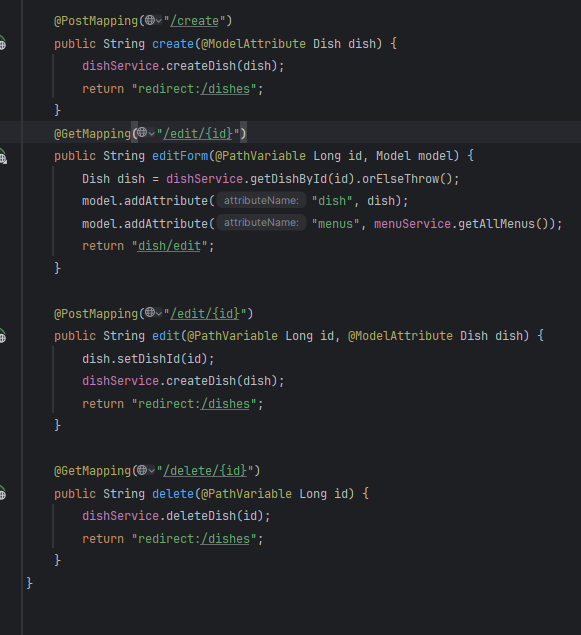 @PostMapping("/create")
public String create(@ModelAttribute Dish dish) {
dishService.createDish(dish);
return "redirect:/dishes";
}
@GetMapping("/edit/{id}")
public String editForm(@PathVariable Long id, Model model) {
Dish dish = dishService.getDishById(id).orElseThrow();
model.addAttribute( attributeName: "dish", dish);
model.addAttribute( attributeName: "menus", menuService.getAllMenus());
return "dish/edit";
}
@PostMapping("/edit/{id}")
public String edit(@PathVariable Long id, @ModelAttribute Dish dish) {
dish.setDishId(id);
dishService.createDish(dish);
return "redirect:/dishes";
}
@GetMapping("/delete/{id}")
public String delete(@PathVariable Long id) {
dishService.deleteDish(id);
return "redirect:/dishes";
}
}